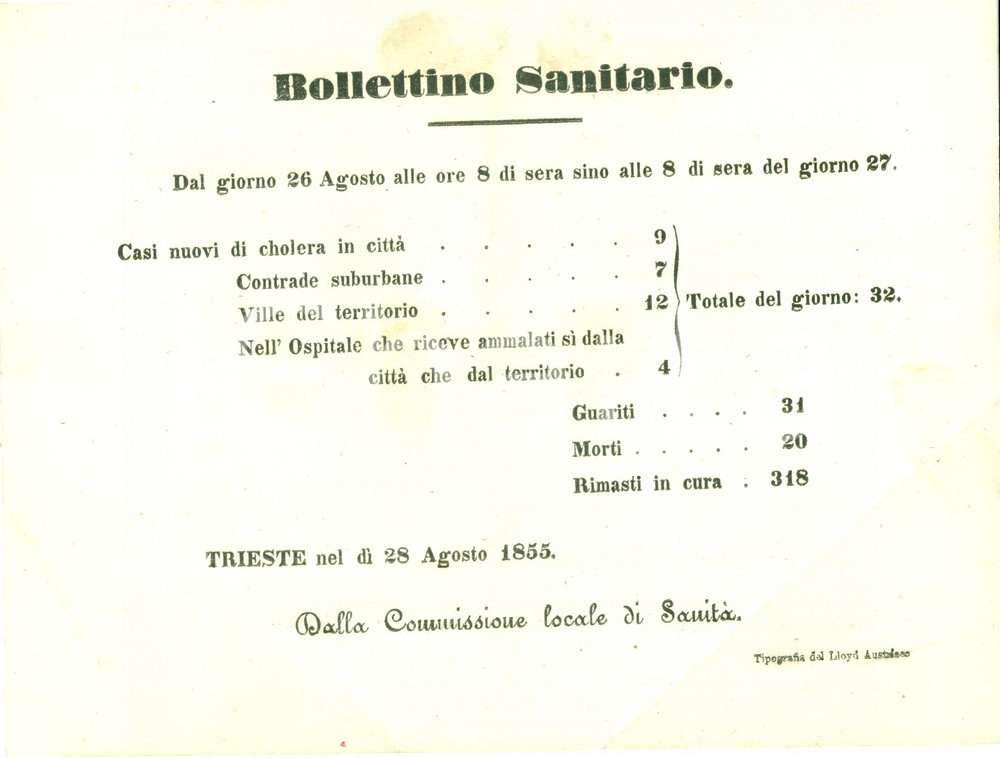 Bollettino Sanitario.
Dal giorno 26 Agosto alle ore 8 di sera sino alle 8 di sera del giorno 27.
Casi nuovi di cholera in città . . . . . 9
Contrade suburbane . . . . . 7
Ville del territorio . . . . . 12 Totale del giorno: 32.
Nell' Ospitale che riceve ammalati sì dalla
città che dal territorio . 4
Guariti . . . . 31
Morti . . . . . 20
Rimasti in cura . 318
TRIESTE nel dì 28 Agosto 1855.
Dalla Commissione locale di Sanità.
Tipografia del Lloyd Austriaco